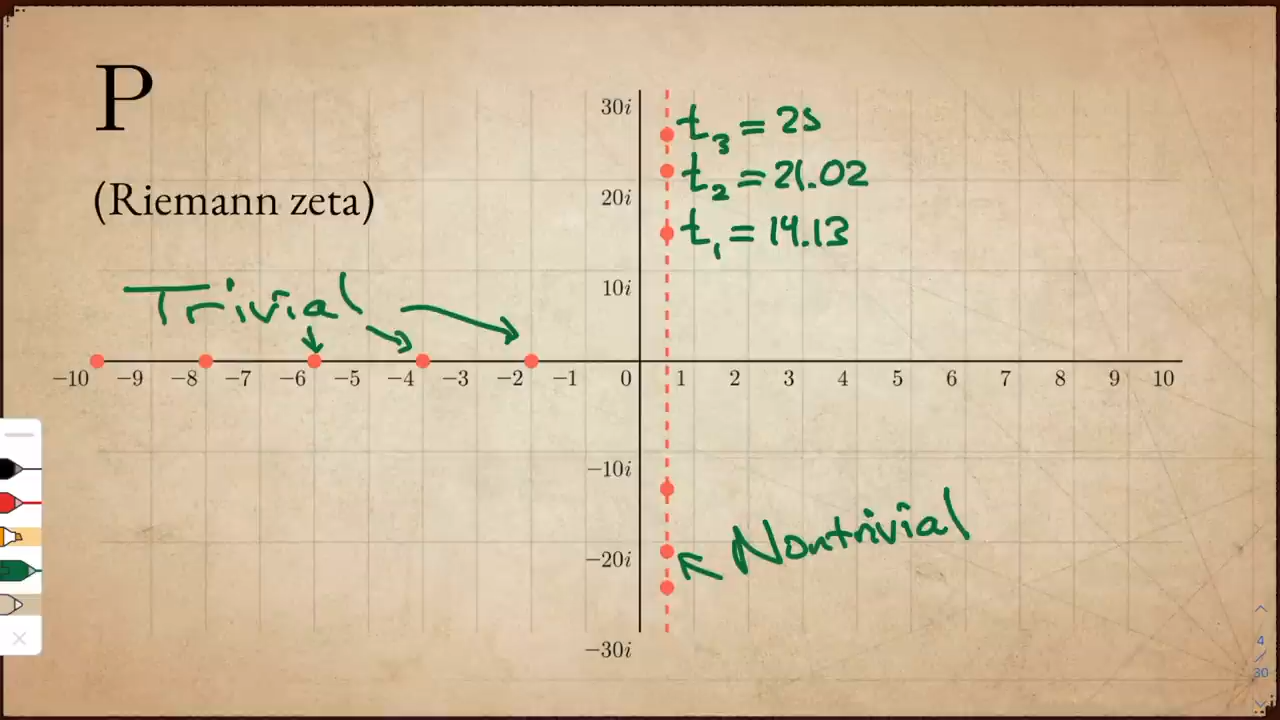 P
(Riemann zeta)
30i
t₃ = 25
t₂ = 21.02
20i
t₁ = 14.13
10i
Trivial
−10 −9 −8 −7 −6 −5 −4 −3 −2 −1 0 1 2 3 4 5 6 7 8 9 10
−10i
Nontrivial
−20i
−30i
4
30